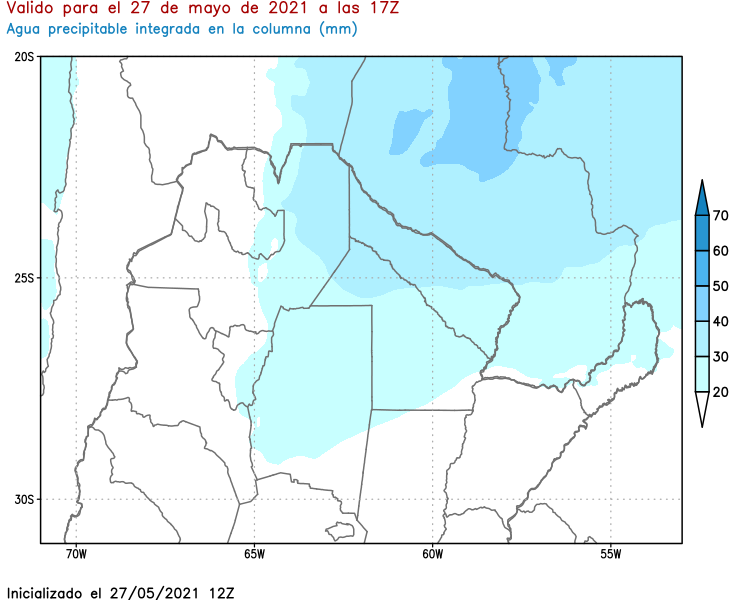 Valido para el 27 de mayo de 2021 a las 17Z
Agua precipitable integrada en la columna (mm)
20S
25S
30S
70W
65W
60W
55W
70
60
50
40
30
20
Inicializado el 27/05/2021 12Z